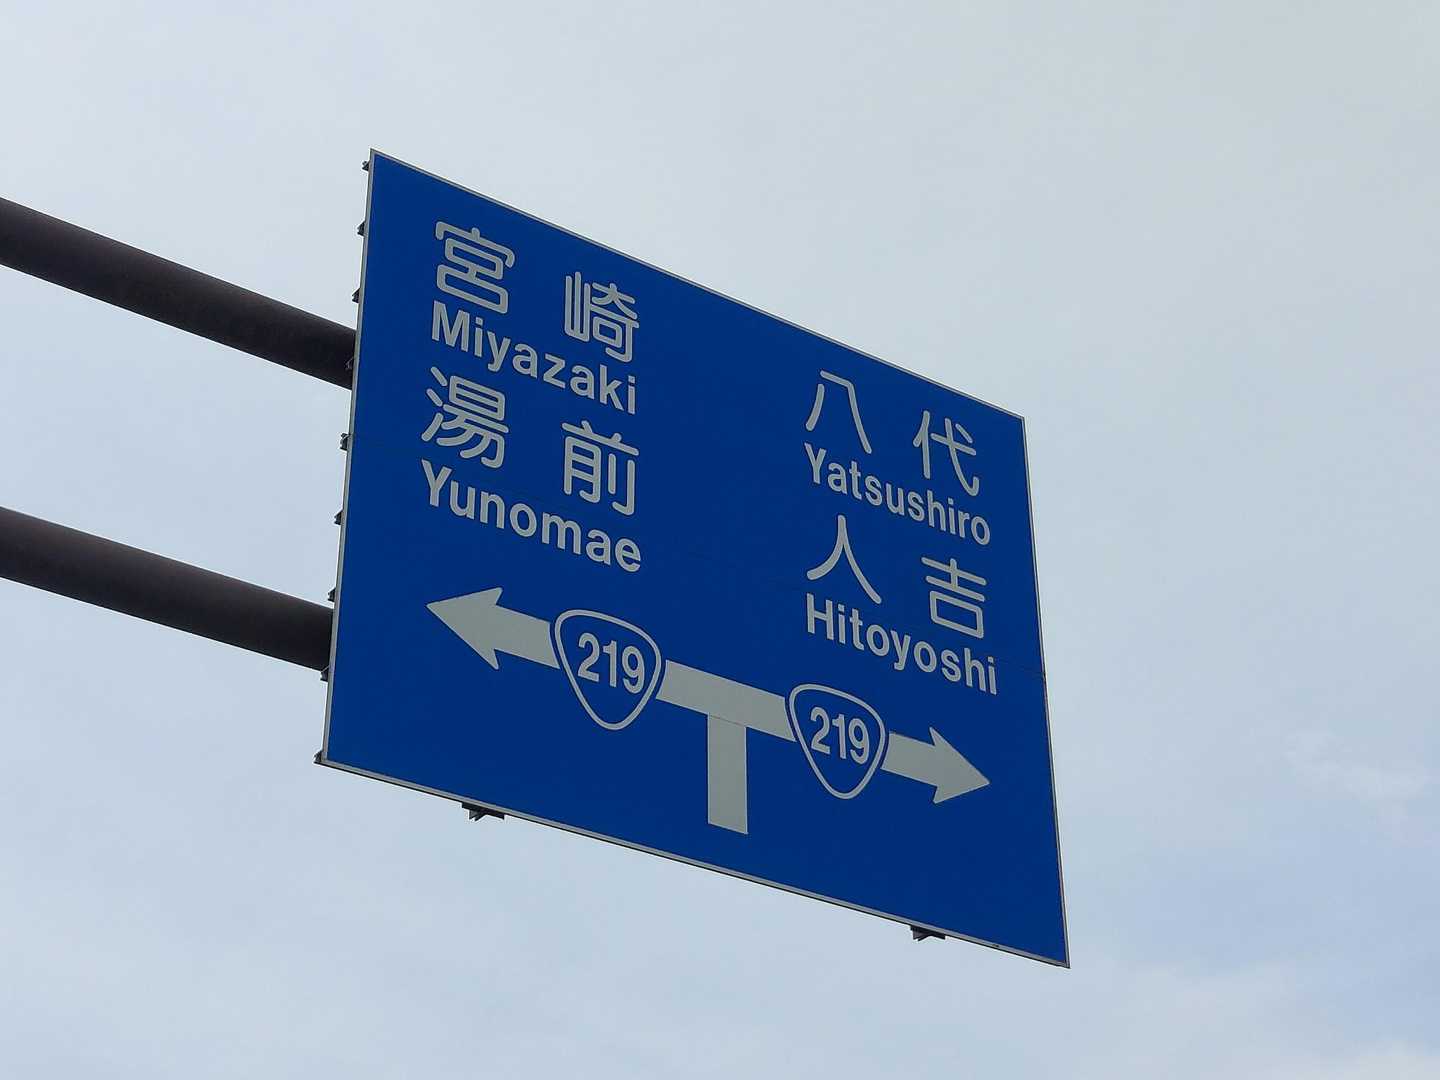 宮崎
Miyazaki
湯前
Yunomae
八代
Yatsushiro
人吉
Hitoyoshi
219
219